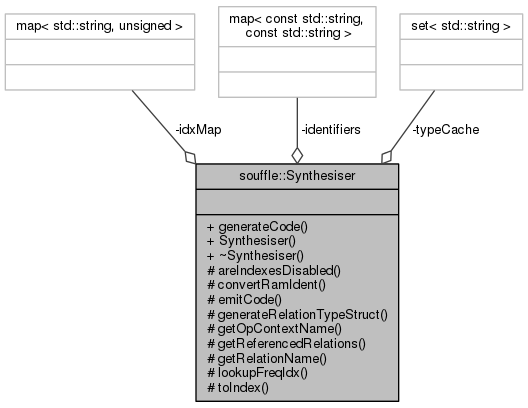 map< std::string, unsigned >
map< const std::string,
const std::string >
set< std::string >
-idxMap
-identifiers
-typeCache
souffle::Synthesiser
+ generateCode()
+ Synthesiser()
+ ~Synthesiser()
# areIndexesDisabled()
# convertRamIdent()
# emitCode()
# generateRelationTypeStruct()
# getOpContextName()
# getReferencedRelations()
# getRelationName()
# lookupFreqIdx()
# toIndex()